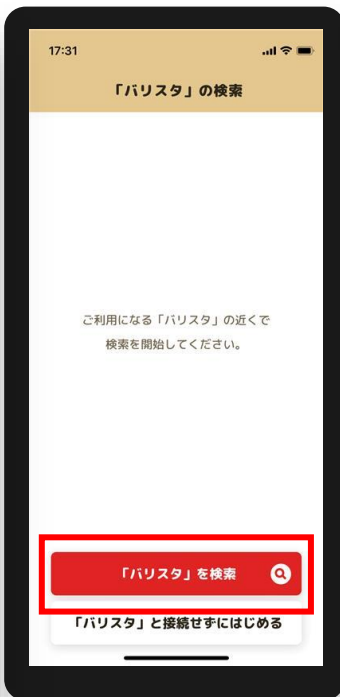 17:31
「バリスタ」の検索
ご利用になる「バリスタ」の近くで
検索を開始してください。
「バリスタ」を検索
「バリスタ」と接続せずにはじめる